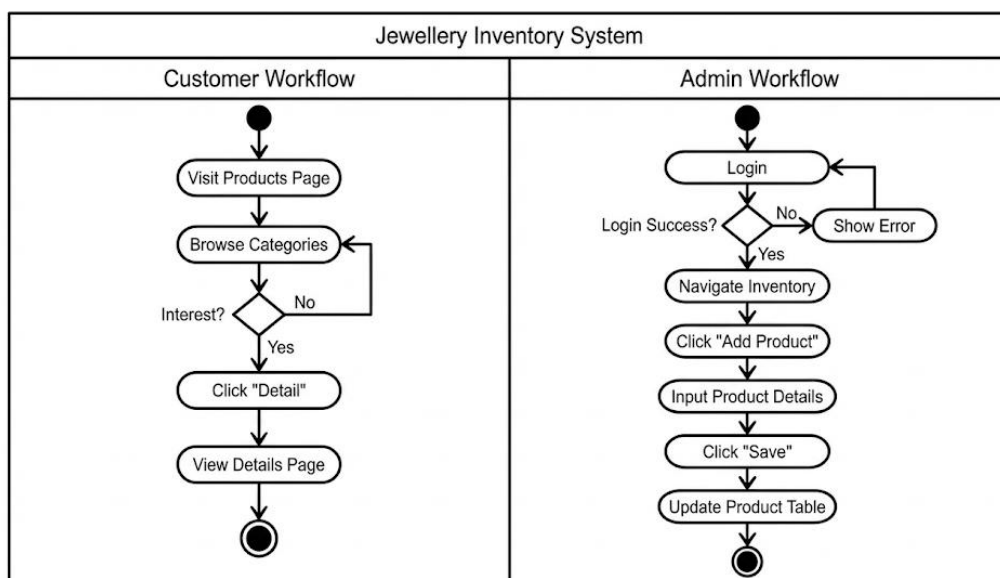 Jewellery Inventory System
Customer Workflow
Visit Products Page
Browse Categories
Interest?
No
Yes
Click "Detail"
View Details Page
Admin Workflow
Login
Login Success?
No
Show Error
Yes
Navigate Inventory
Click "Add Product"
Input Product Details
Click "Save"
Update Product Table